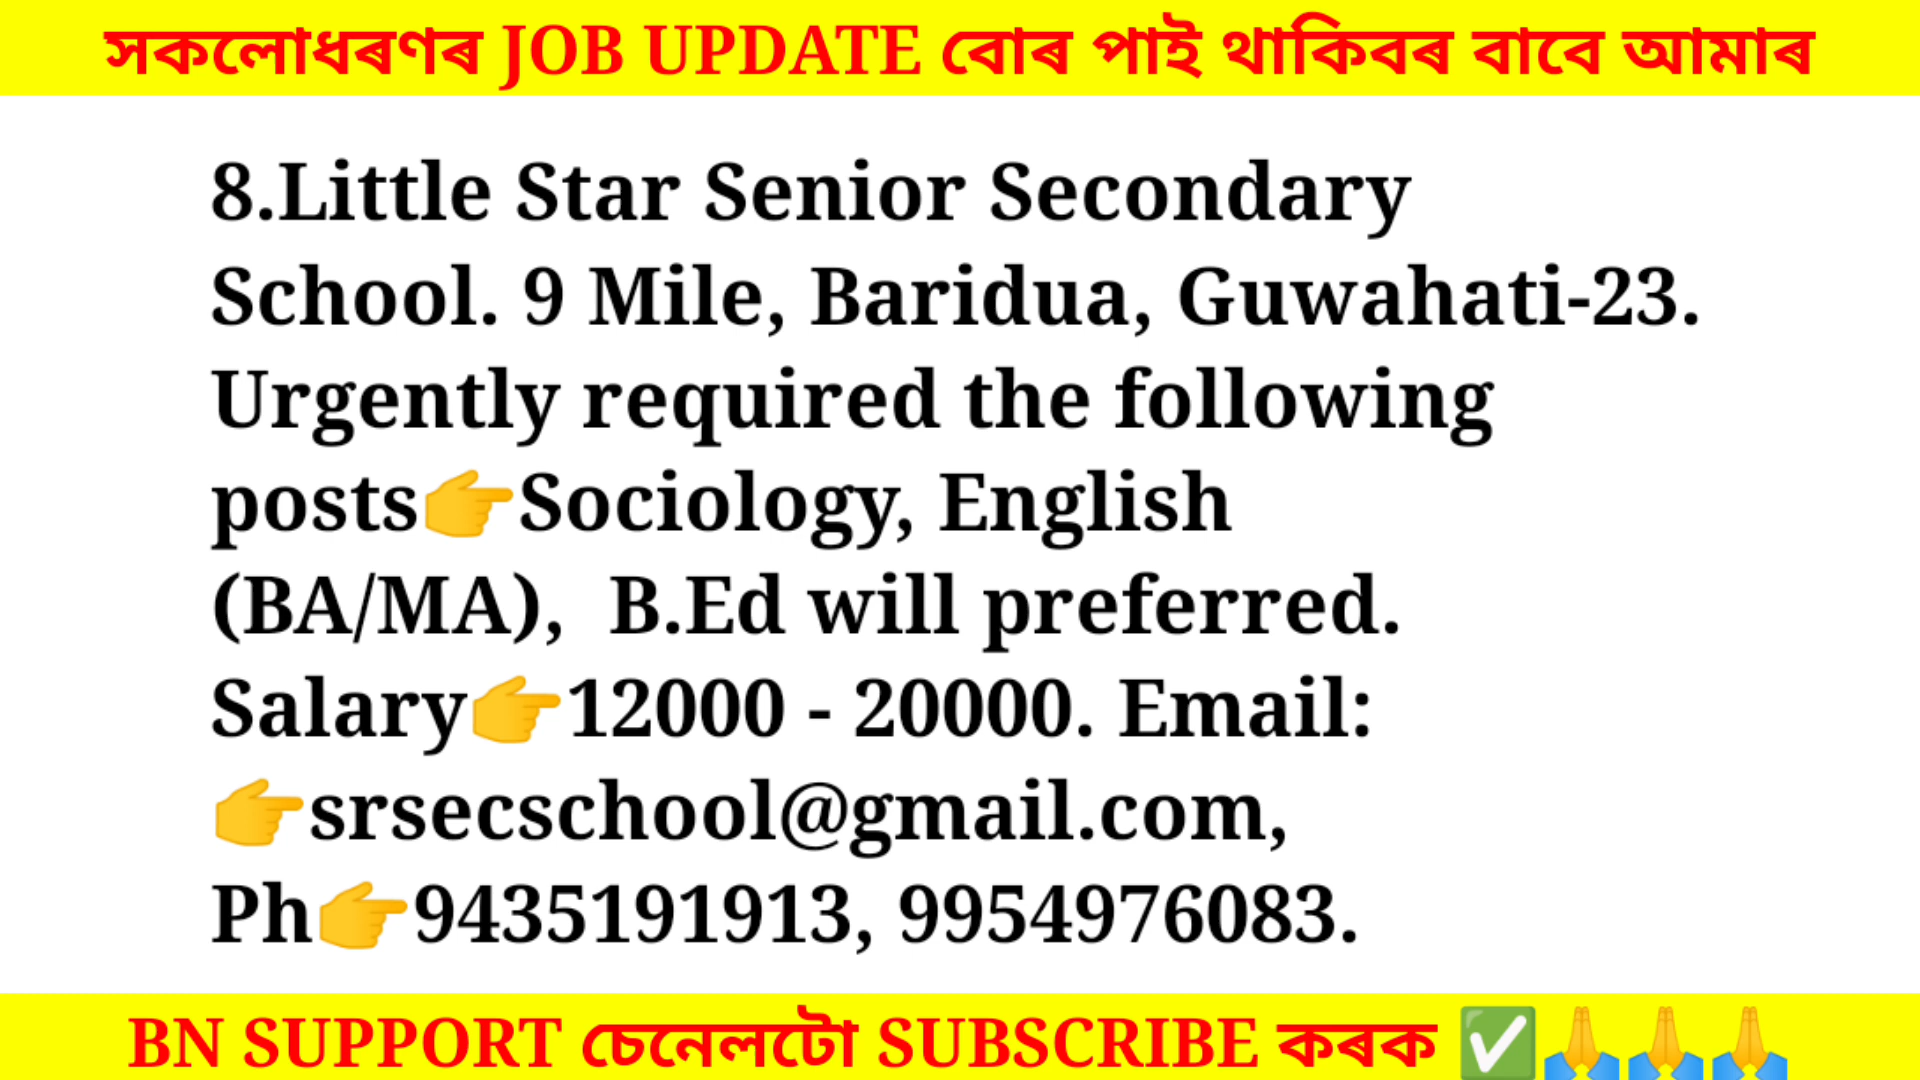 সকলোধৰণৰ JOB UPDATE বোৰ পাই থাকিবৰ বাবে আমাৰ
8.Little Star Senior Secondary
School. 9 Mile, Baridua, Guwahati-23.
Urgently required the following
posts👉Sociology, English
(BA/MA),  B.Ed will preferred.
Salary👉12000 - 20000. Email:
👉srsecschool@gmail.com,
Ph👉9435191913, 9954976083.
BN SUPPORT চেনেলটো SUBSCRIBE কৰক ✅🙏🙏🙏